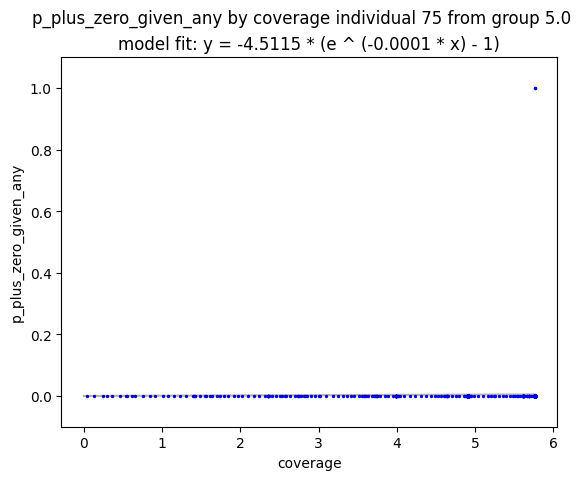 p_plus_zero_given_any by coverage individual 75 from group 5.0
model fit: y = -4.5115 * (e ^ (-0.0001 * x) - 1)
1.0
0.8
0.6
0.4
0.2
0.0
p_plus_zero_given_any
0 1 2 3 4 5 6
coverage